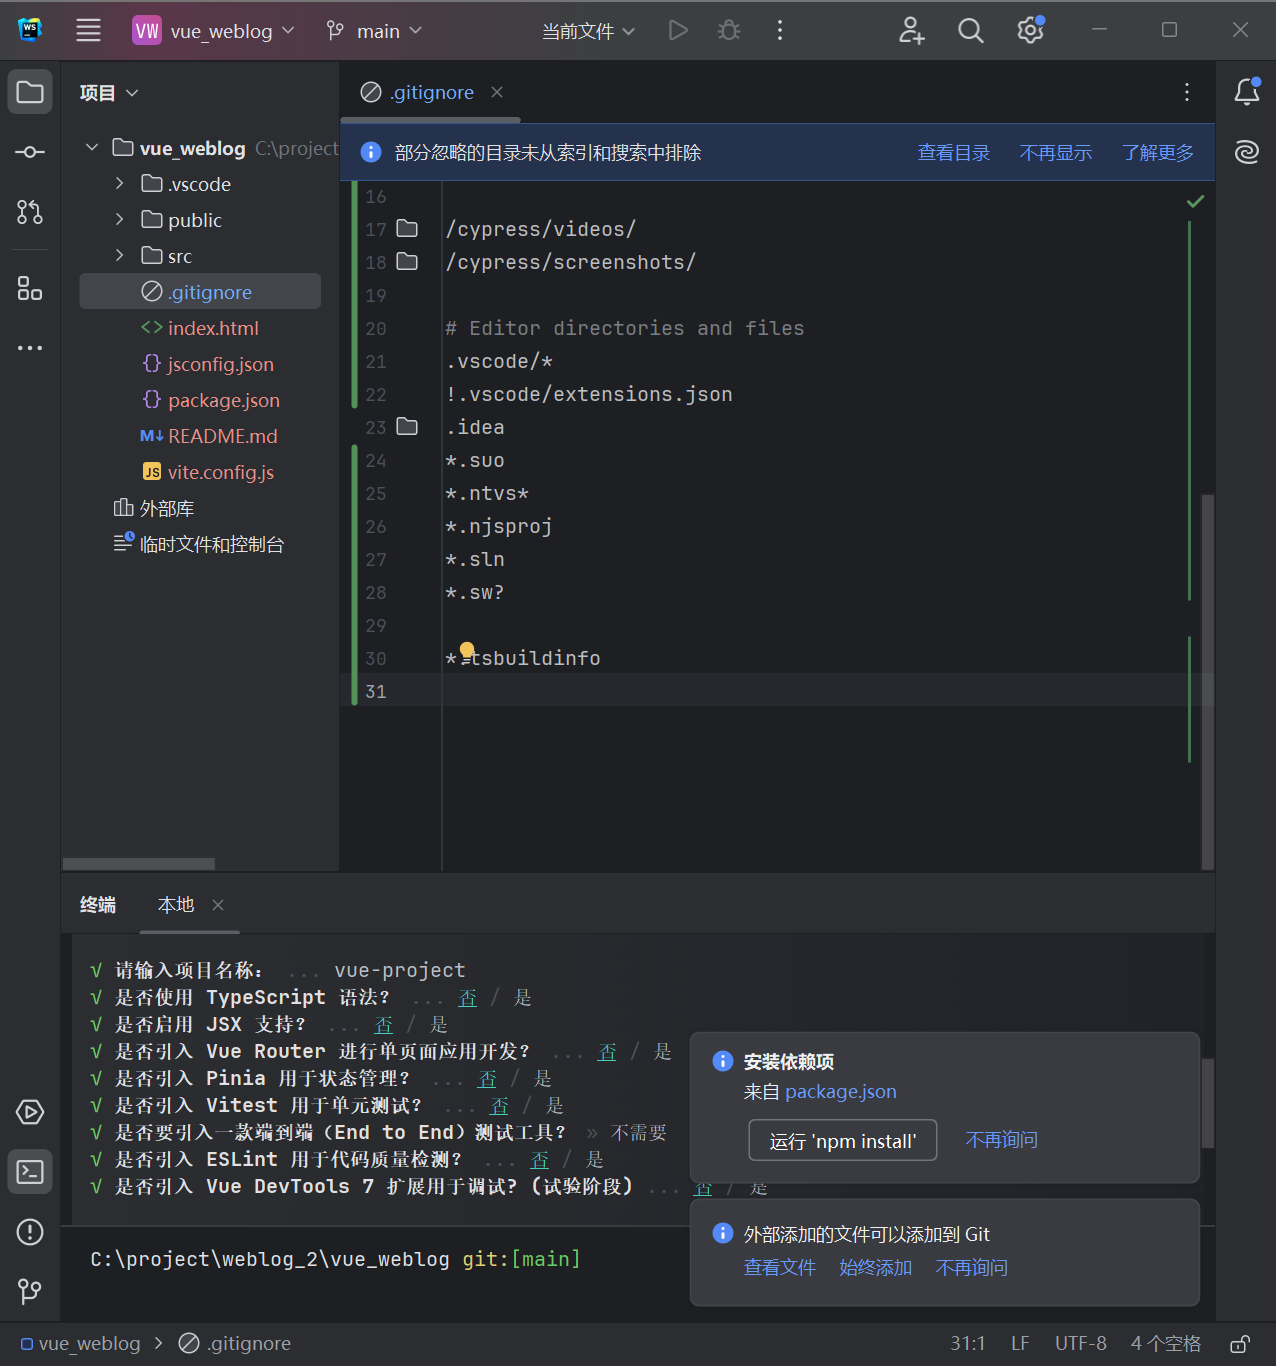 WS
VW vue_weblog main 当前文件
项目
.gitignore
vue_weblog C:\project
.vscode
public
src
.gitignore
index.html
jsconfig.json
package.json
M↓ README.md
JS vite.config.js
外部库
临时文件和控制台
部分忽略的目录未从索引和搜索中排除 查看目录 不再显示 了解更多
16
17 /cypress/videos/
18 /cypress/screenshots/
19
20 # Editor directories and files
21 .vscode/*
22 !.vscode/extensions.json
23 .idea
24 *.suo
25 *.ntvs*
26 *.njsproj
27 *.sln
28 *.sw?
29
30 *.tsbuildinfo
31
终端 本地
√ 请输入项目名称： ... vue-project
√ 是否使用 TypeScript 语法？ ... 否 / 是
√ 是否启用 JSX 支持？ ... 否 / 是
√ 是否引入 Vue Router 进行单页面应用开发？ ... 否 / 是
√ 是否引入 Pinia 用于状态管理？ ... 否 / 是
√ 是否引入 Vitest 用于单元测试？ ... 否 / 是
√ 是否要引入一款端到端（End to End）测试工具？ » 不需要
√ 是否引入 ESLint 用于代码质量检测？ ... 否 / 是
√ 是否引入 Vue DevTools 7 扩展用于调试? (试验阶段) ... 否 / 是
C:\project\weblog_2\vue_weblog git:[main]
安装依赖项
来自 package.json
运行 'npm install' 不再询问
外部添加的文件可以添加到 Git
查看文件 始终添加 不再询问
vue_weblog .gitignore 31:1 LF UTF-8 4 个空格